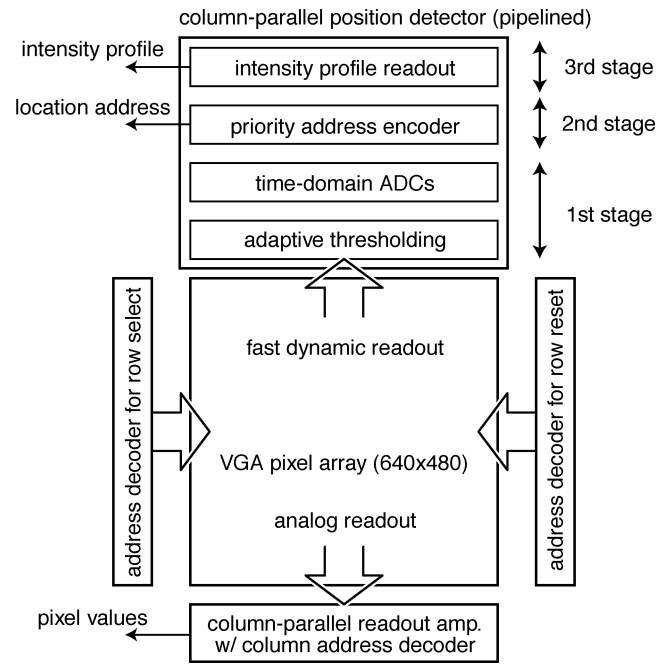 column-parallel position detector (pipelined)
intensity profile
intensity profile readout
3rd stage
location address
priority address encoder
2nd stage
time-domain ADCs
1st stage
adaptive thresholding
address decoder for row select
fast dynamic readout
address decoder for row reset
VGA pixel array (640x480)
analog readout
pixel values
column-parallel readout amp.
w/ column address decoder